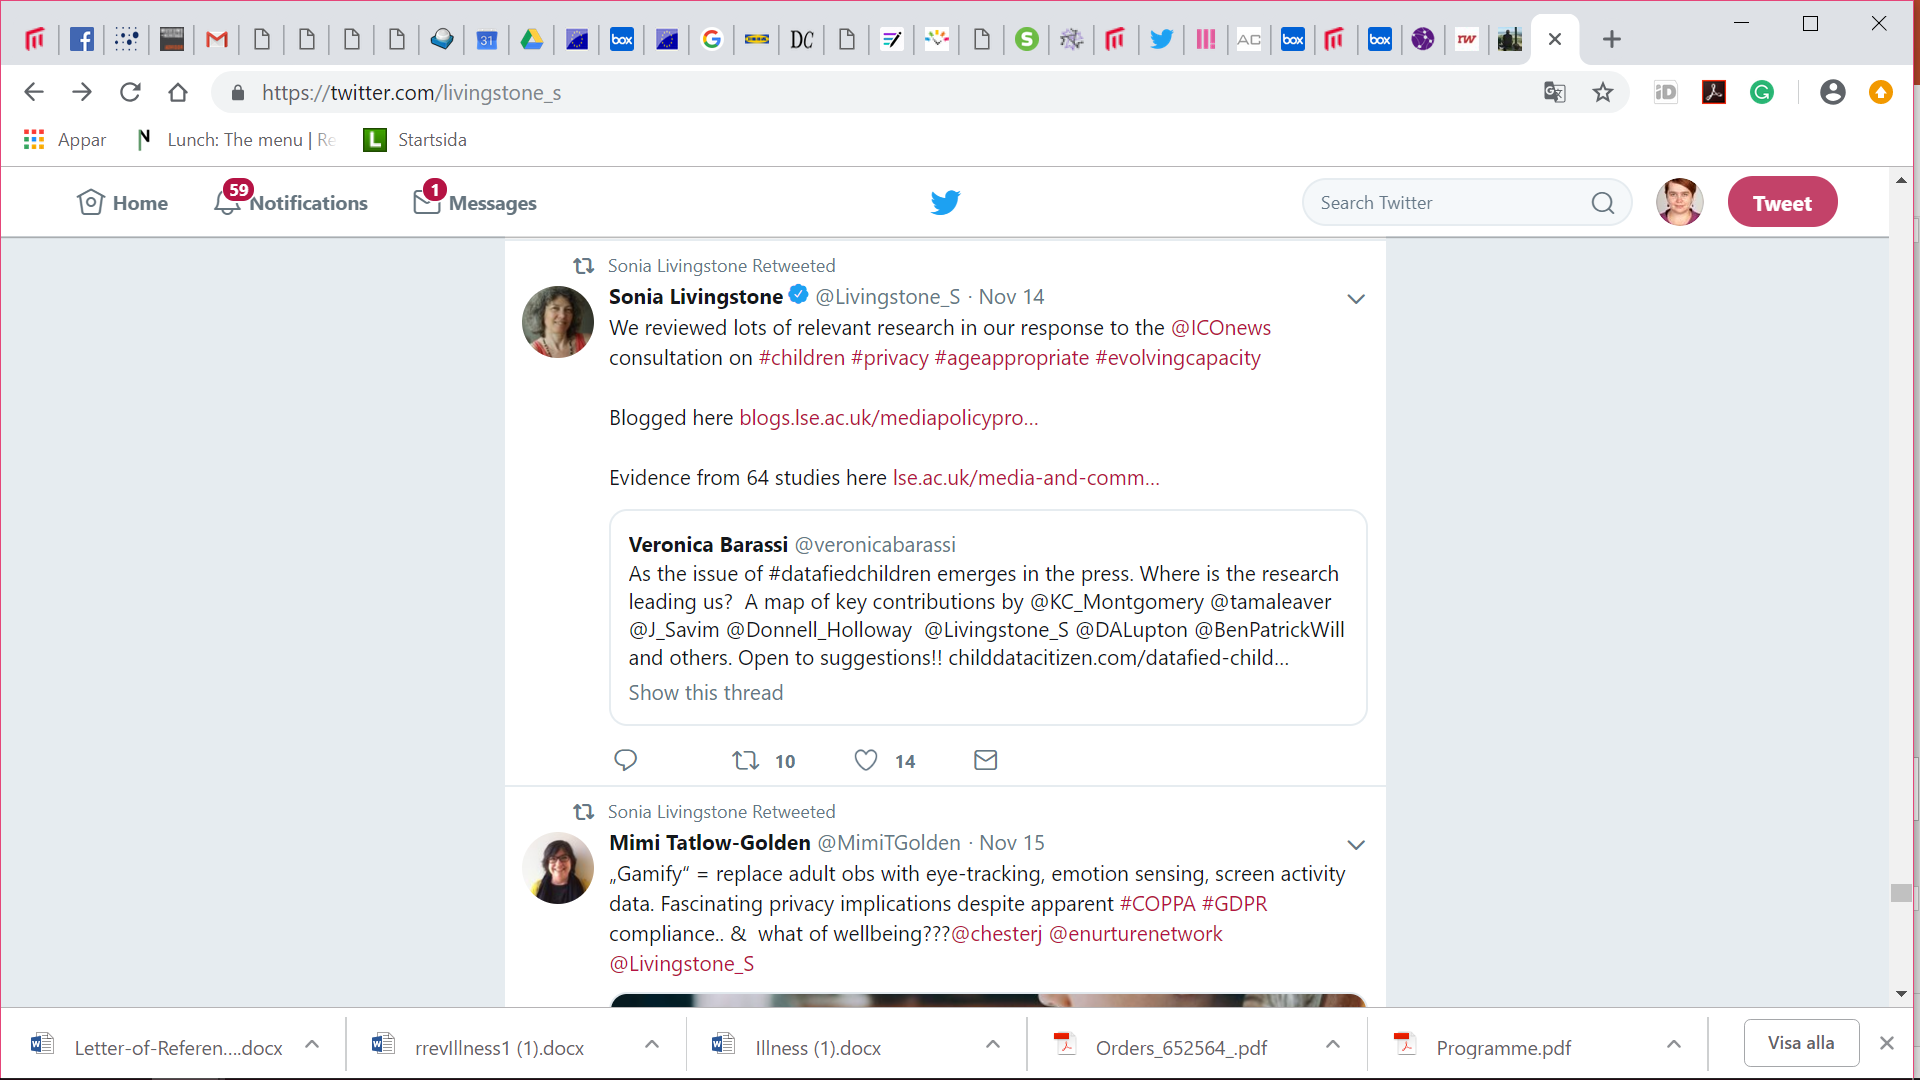 31
box
DC
S
AC
box
box
TW
https://twitter.com/livingstone_s
iD
G
Appar
N
Lunch: The menu | Re
L
Startsida
Home
59
Notifications
1
Messages
Search Twitter
Tweet
Sonia Livingstone Retweeted
Sonia Livingstone @Livingstone_S · Nov 14
We reviewed lots of relevant research in our response to the @ICOnews
consultation on #children #privacy #ageappropriate #evolvingcapacity
Blogged here blogs.lse.ac.uk/mediapolicypro…
Evidence from 64 studies here lse.ac.uk/media-and-comm…
Veronica Barassi @veronicabarassi
As the issue of #datafiedchildren emerges in the press. Where is the research
leading us?  A map of key contributions by @KC_Montgomery @tamaleaver
@J_Savim @Donnell_Holloway  @Livingstone_S @DALupton @BenPatrickWill
and others. Open to suggestions!! childdatacitizen.com/datafied-child…
Show this thread
10
14
Sonia Livingstone Retweeted
Mimi Tatlow-Golden @MimiTGolden · Nov 15
„Gamify“ = replace adult obs with eye-tracking, emotion sensing, screen activity
data. Fascinating privacy implications despite apparent #COPPA #GDPR
compliance.. &  what of wellbeing???@chesterj @enurturenetwork
@Livingstone_S
Letter-of-Referen....docx
rrevIllness1 (1).docx
Illness (1).docx
Orders_652564_.pdf
Programme.pdf
Visa alla